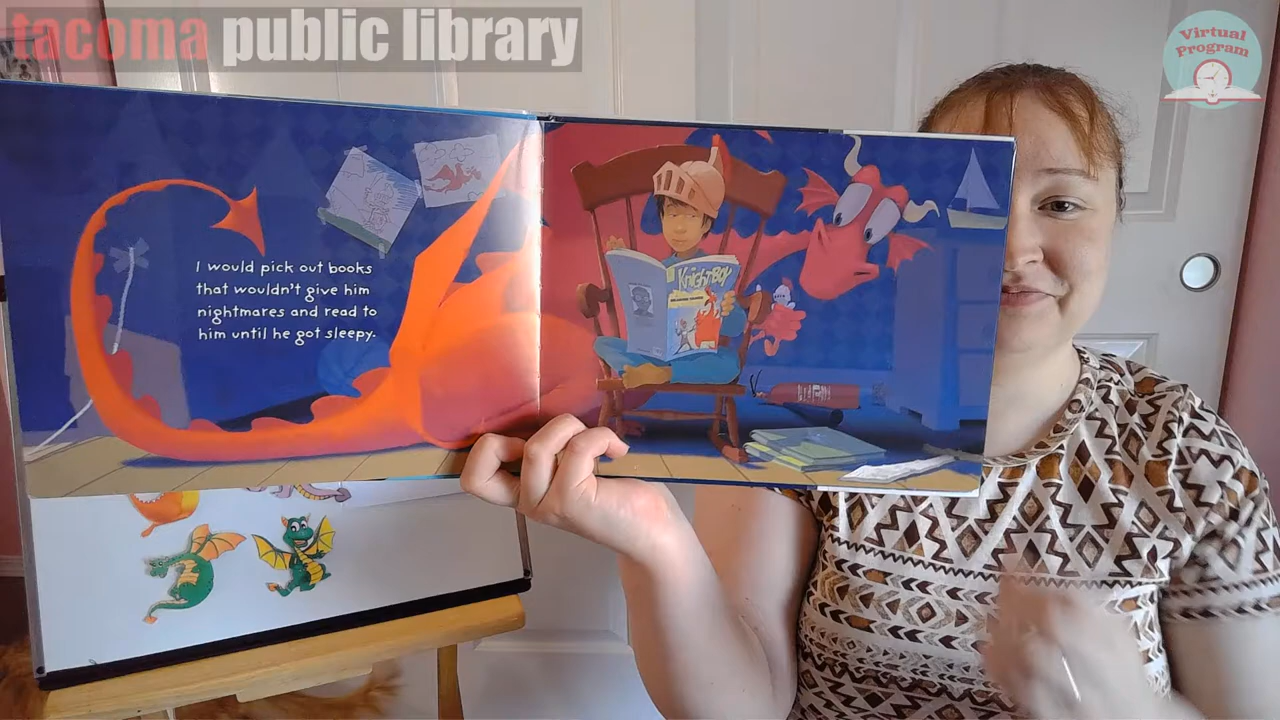 tacoma public library
Virtual
Program
I would pick out books
that wouldn't give him
nightmares and read to
him until he got sleepy.
KnightBoy